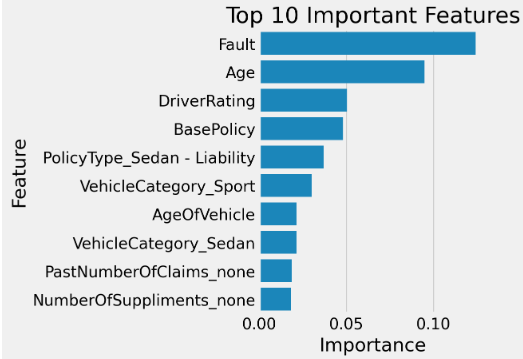 Top 10 Important Features
Fault
Age
DriverRating
BasePolicy
PolicyType_Sedan - Liability
VehicleCategory_Sport
AgeOfVehicle
VehicleCategory_Sedan
PastNumberOfClaims_none
NumberOfSuppliments_none
Feature
0.00 0.05 0.10
Importance